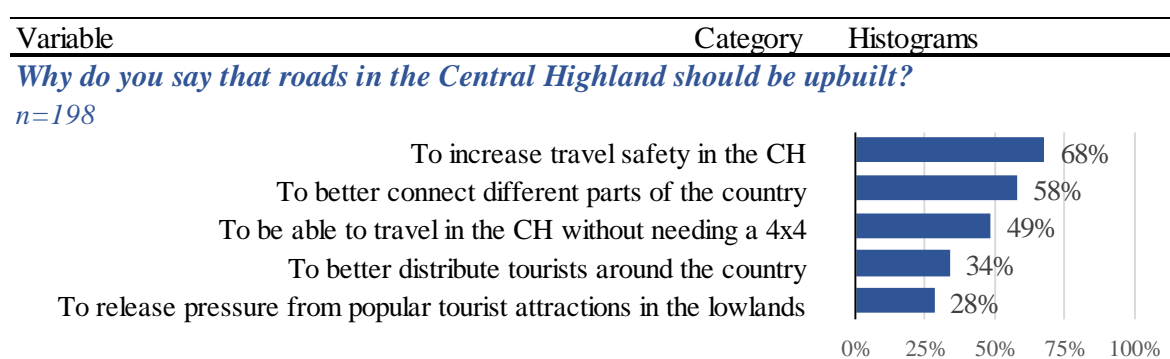 Variable Category Histograms
Why do you say that roads in the Central Highland should be upbuilt?
n=198
To increase travel safety in the CH 68%
To better connect different parts of the country 58%
To be able to travel in the CH without needing a 4x4 49%
To better distribute tourists around the country 34%
To release pressure from popular tourist attractions in the lowlands 28%
0% 25% 50% 75% 100%